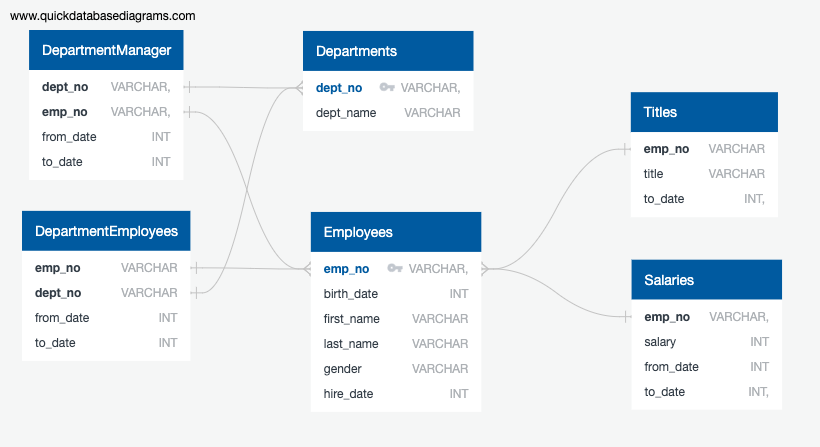 www.quickdatabasediagrams.com
DepartmentManager
dept_no VARCHAR,
emp_no VARCHAR,
from_date INT
to_date INT
Departments
dept_no VARCHAR,
dept_name VARCHAR
Titles
emp_no VARCHAR
title VARCHAR
to_date INT,
DepartmentEmployees
emp_no VARCHAR
dept_no VARCHAR
from_date INT
to_date INT
Employees
emp_no VARCHAR,
birth_date INT
first_name VARCHAR
last_name VARCHAR
gender VARCHAR
hire_date INT
Salaries
emp_no VARCHAR,
salary INT
from_date INT
to_date INT,